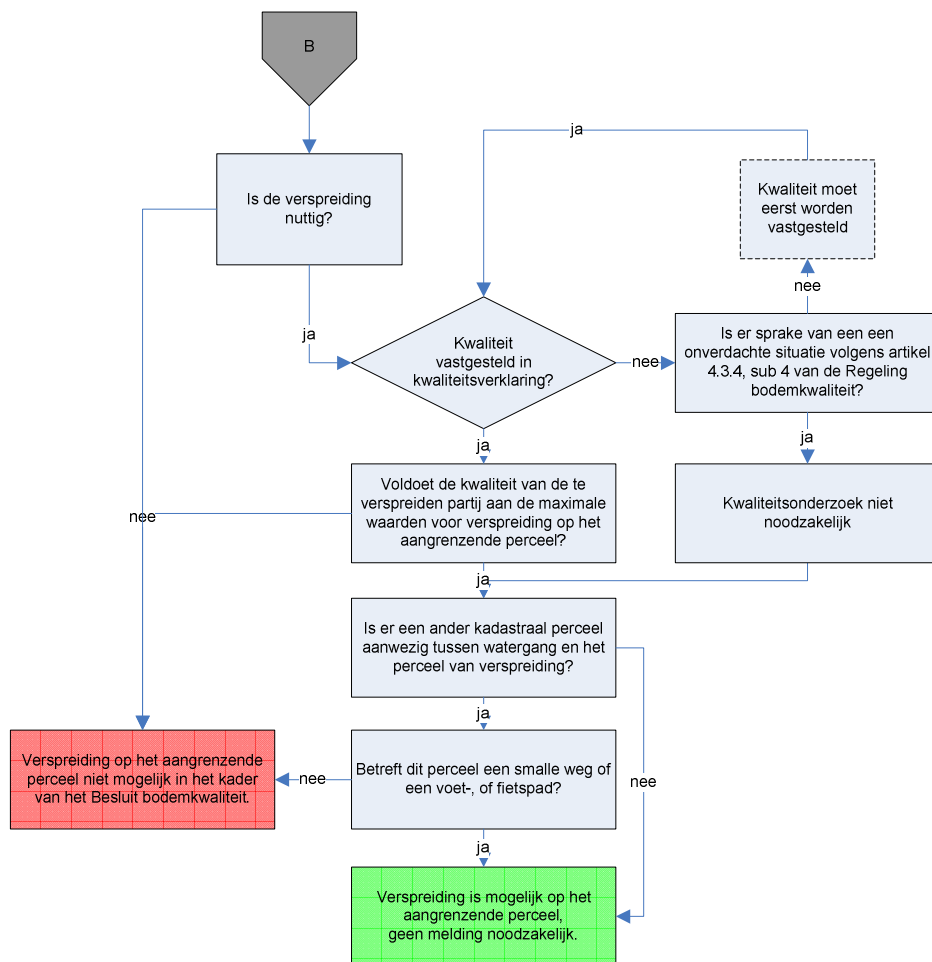 B
ja
Is de verspreiding
nuttig?
Kwaliteit moet
eerst worden
vastgesteld
nee
ja
Kwaliteit
vastgesteld in
kwaliteitsverklaring?
nee
Is er sprake van een een
onverdachte situatie volgens artikel
4.3.4, sub 4 van de Regeling
bodemkwaliteit?
ja
ja
Voldoet de kwaliteit van de te
verspreiden partij aan de maximale
waarden voor verspreiding op het
aangrenzende perceel?
nee
Kwaliteitsonderzoek niet
noodzakelijk
ja
Is er een ander kadastraal perceel
aanwezig tussen watergang en het
perceel van verspreiding?
ja
Verspreiding op het aangrenzende
perceel niet mogelijk in het kader
van het Besluit bodemkwaliteit.
nee
Betreft dit perceel een smalle weg of
een voet-, of fietspad?
nee
ja
Verspreiding is mogelijk op het
aangrenzende perceel,
geen melding noodzakelijk.